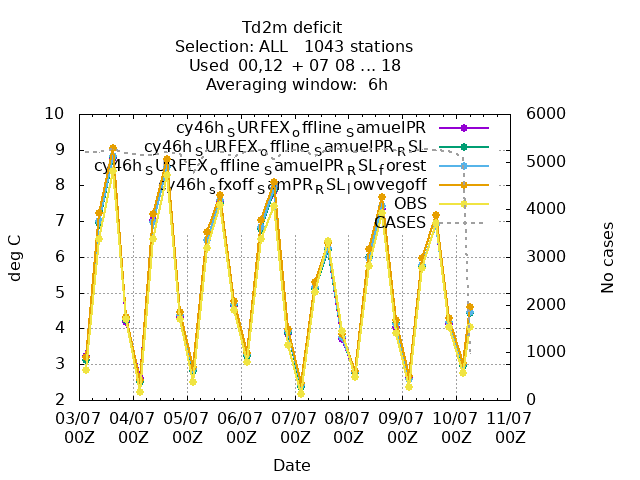 Td2m deficit
Selection: ALL   1043 stations
Used  00,12  + 07 08 ... 18
Averaging window:  6h
cy46h_SURFEX_offline_SamuelPR
cy46h_SURFEX_offline_SamuelPR_RSL
cy46h_SURFEX_offline_SamuelPR_RSL_forest
cy46h_sfxoff_SamPR_RSL_lowvegoff
OBS
CASES
10
9
8
7
6
5
4
3
2
6000
5000
4000
3000
2000
1000
0
deg C
No cases
03/07 04/07 05/07 06/07 07/07 08/07 09/07 10/07 11/07
00Z 00Z 00Z 00Z 00Z 00Z 00Z 00Z 00Z
Date